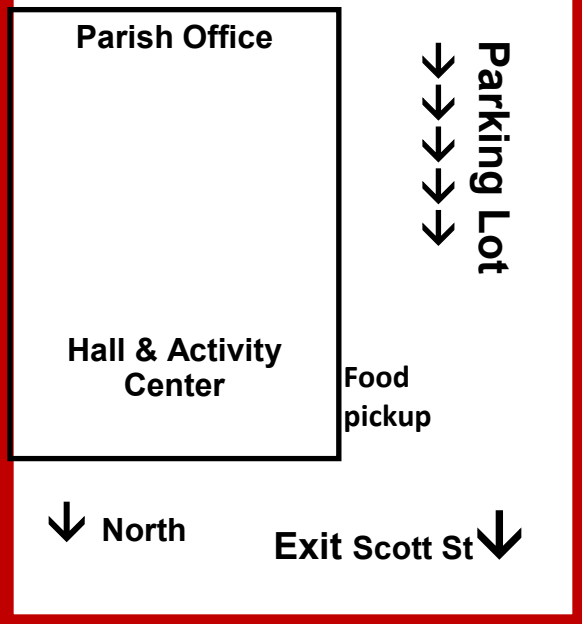 Parish Office
Parking Lot
Hall & Activity
Center
Food
pickup
North
Exit Scott St